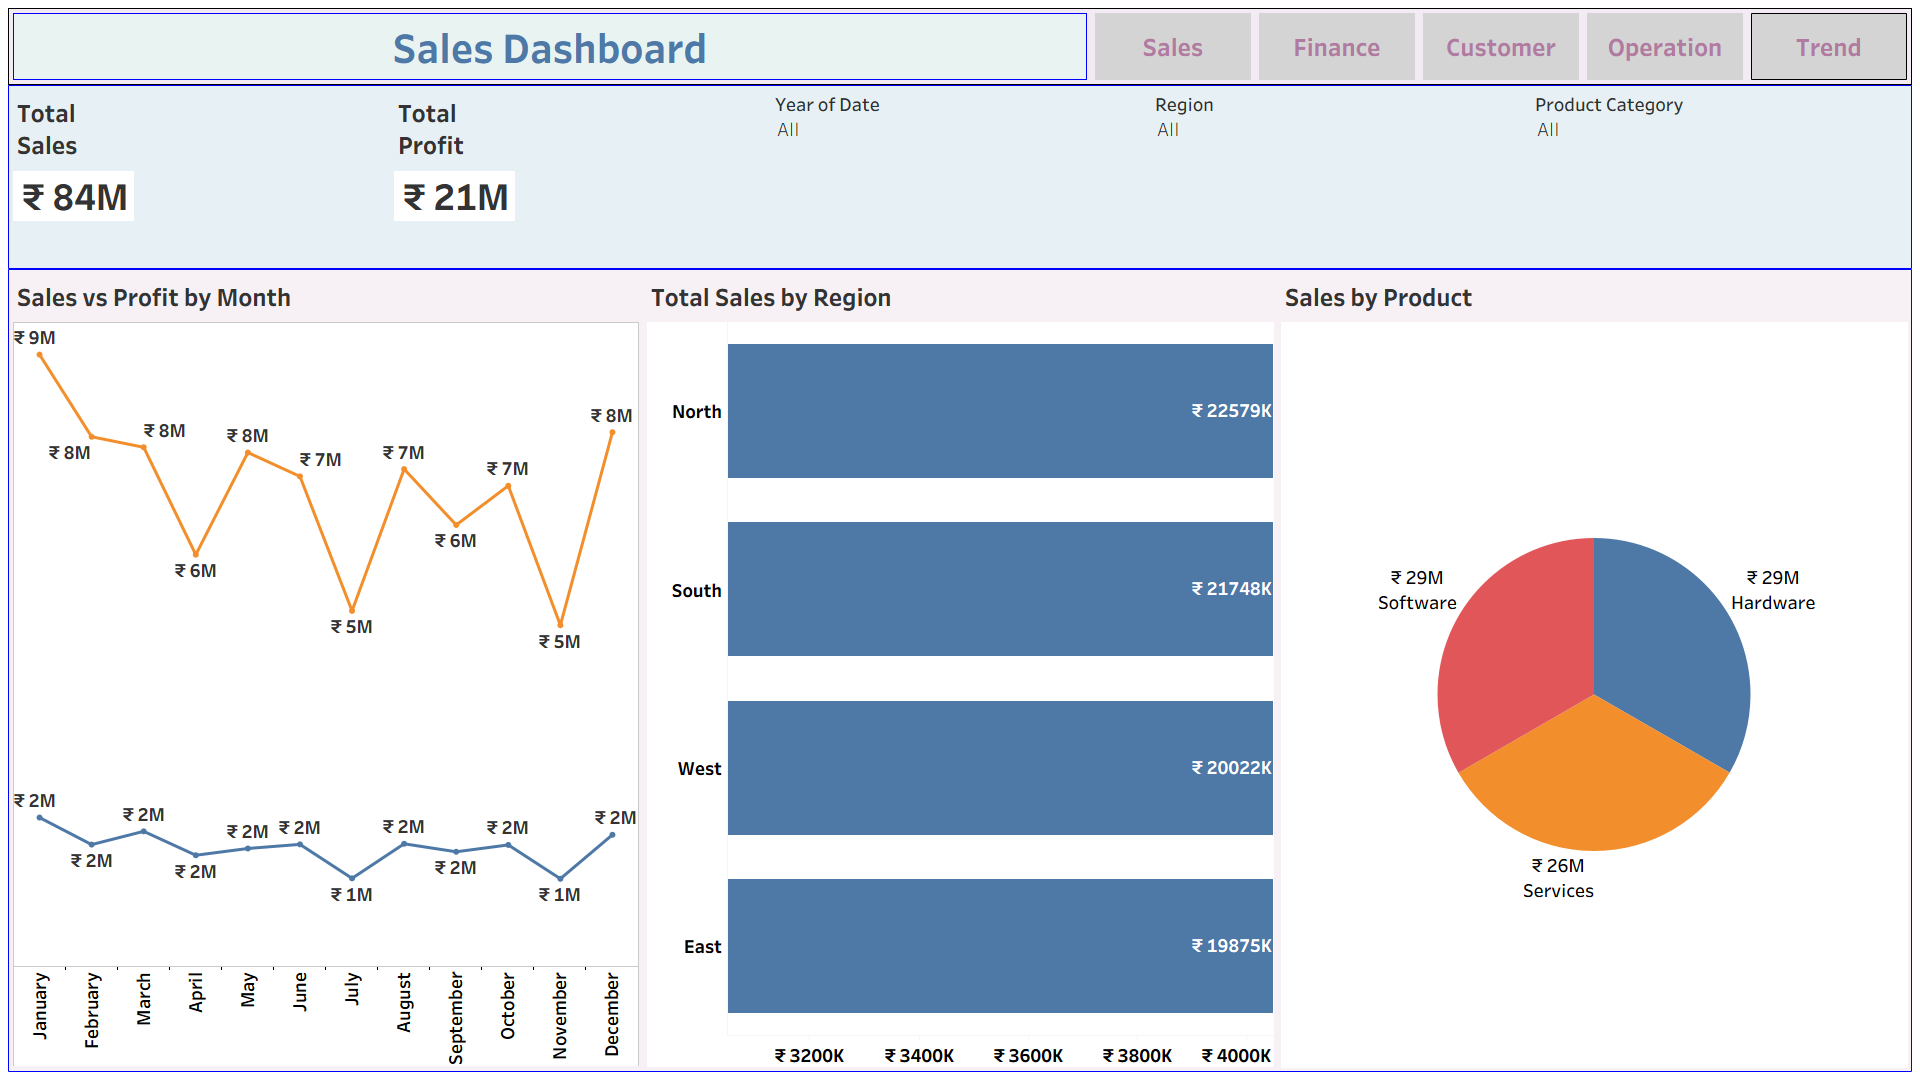 Sales Dashboard
Sales
Finance
Customer
Operation
Trend
Total
Sales
₹ 84M
Total
Profit
₹ 21M
Year of Date
All
Region
All
Product Category
All
Sales vs Profit by Month
₹ 9M
₹ 8M
₹ 8M
₹ 6M
₹ 8M
₹ 7M
₹ 5M
₹ 7M
₹ 6M
₹ 7M
₹ 5M
₹ 8M
₹ 2M
₹ 2M
₹ 2M
₹ 2M
₹ 2M
₹ 2M
₹ 1M
₹ 2M
₹ 2M
₹ 2M
₹ 1M
₹ 2M
January
February
March
April
May
June
July
August
September
October
November
December
Total Sales by Region
North
₹ 22579K
South
₹ 21748K
West
₹ 20022K
East
₹ 19875K
₹ 3200K
₹ 3400K
₹ 3600K
₹ 3800K
₹ 4000K
Sales by Product
₹ 29M
Software
₹ 29M
Hardware
₹ 26M
Services